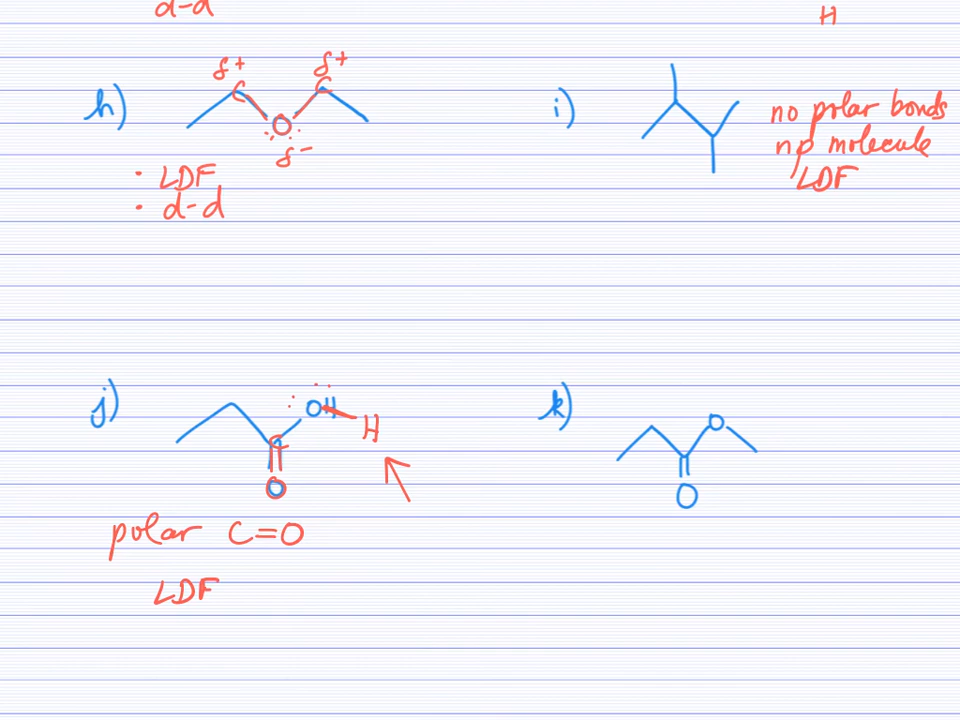 d-d
H
h) δ+ C δ+ C
O
δ-
• LDF
• d-d
i)
no polar bonds
np molecule
LDF
j) OH H
C
O
polar C=O
LDF
k) O
O